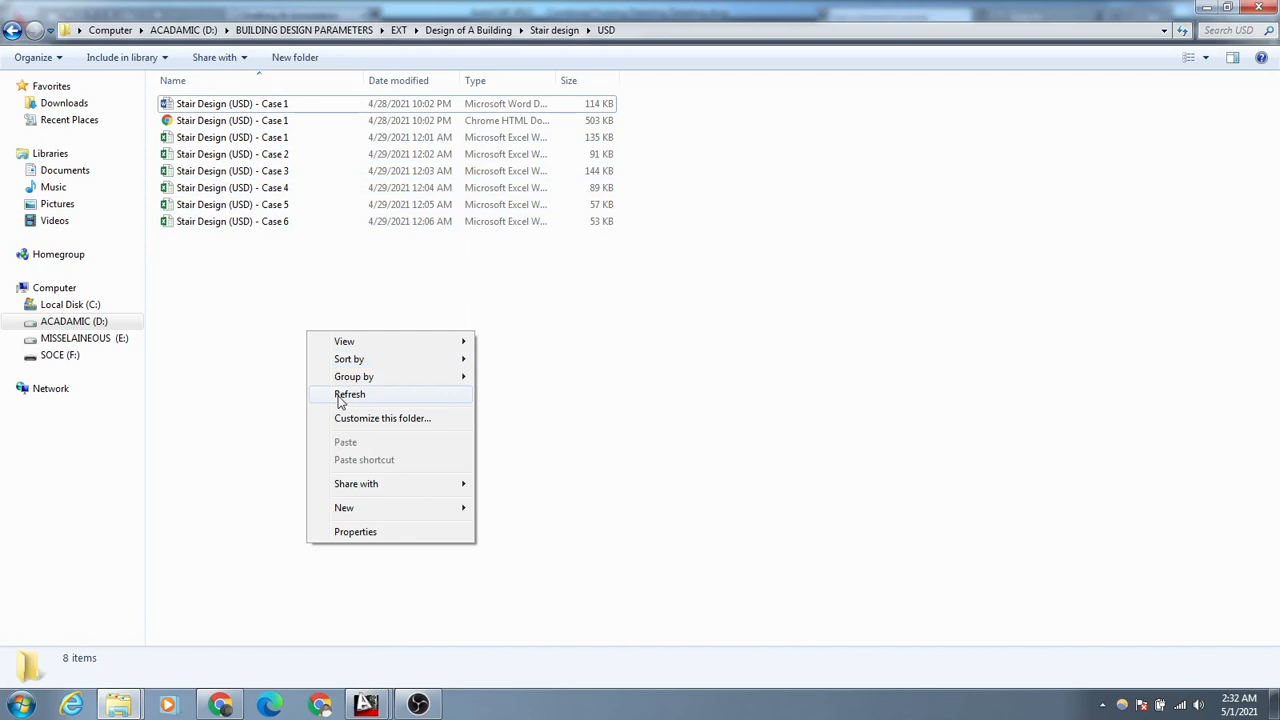 Computer ▸ ACADAMIC (D:) ▸ BUILDING DESIGN PARAMETERS ▸ EXT ▸ Design of A Building ▸ Stair design ▸ USD
Search USD
Organize Include in library Share with New folder
Name Date modified Type Size
Stair Design (USD) - Case 1 4/28/2021 10:02 PM Microsoft Word D... 114 KB
Stair Design (USD) - Case 1 4/28/2021 10:02 PM Chrome HTML Do... 503 KB
Stair Design (USD) - Case 1 4/29/2021 12:01 AM Microsoft Excel W... 135 KB
Stair Design (USD) - Case 2 4/29/2021 12:02 AM Microsoft Excel W... 91 KB
Stair Design (USD) - Case 3 4/29/2021 12:03 AM Microsoft Excel W... 144 KB
Stair Design (USD) - Case 4 4/29/2021 12:04 AM Microsoft Excel W... 89 KB
Stair Design (USD) - Case 5 4/29/2021 12:05 AM Microsoft Excel W... 57 KB
Stair Design (USD) - Case 6 4/29/2021 12:06 AM Microsoft Excel W... 53 KB
Favorites
Downloads
Recent Places
Libraries
Documents
Music
Pictures
Videos
Homegroup
Computer
Local Disk (C:)
ACADAMIC (D:)
MISSELAINEOUS (E:)
SOCE (F:)
Network
View
Sort by
Group by
Refresh
Customize this folder...
Paste
Paste shortcut
Share with
New
Properties
8 items
2:32 AM
5/1/2021